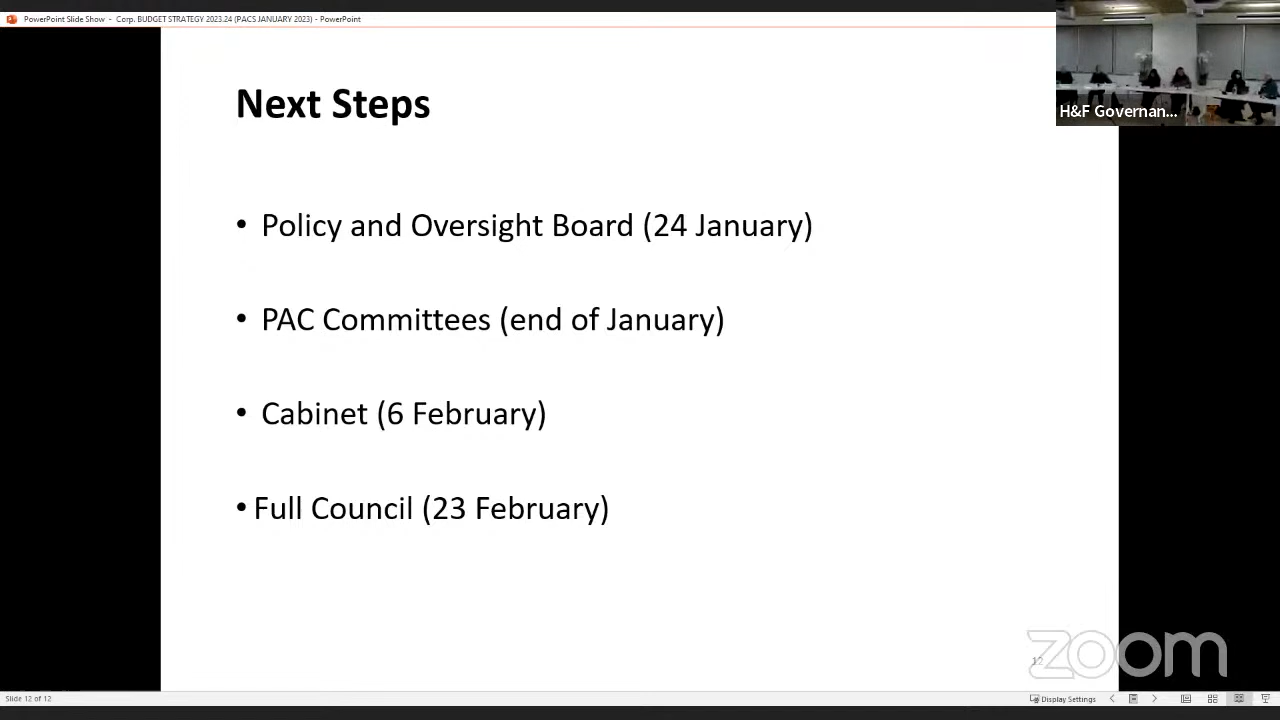 PowerPoint Slide Show - Corp. BUDGET STRATEGY 2023.24 (PACS JANUARY 2023) - PowerPoint
H&F Governan...
Next Steps
• Policy and Oversight Board (24 January)
• PAC Committees (end of January)
• Cabinet (6 February)
• Full Council (23 February)
12
zoom
Slide 12 of 12
Display Settings